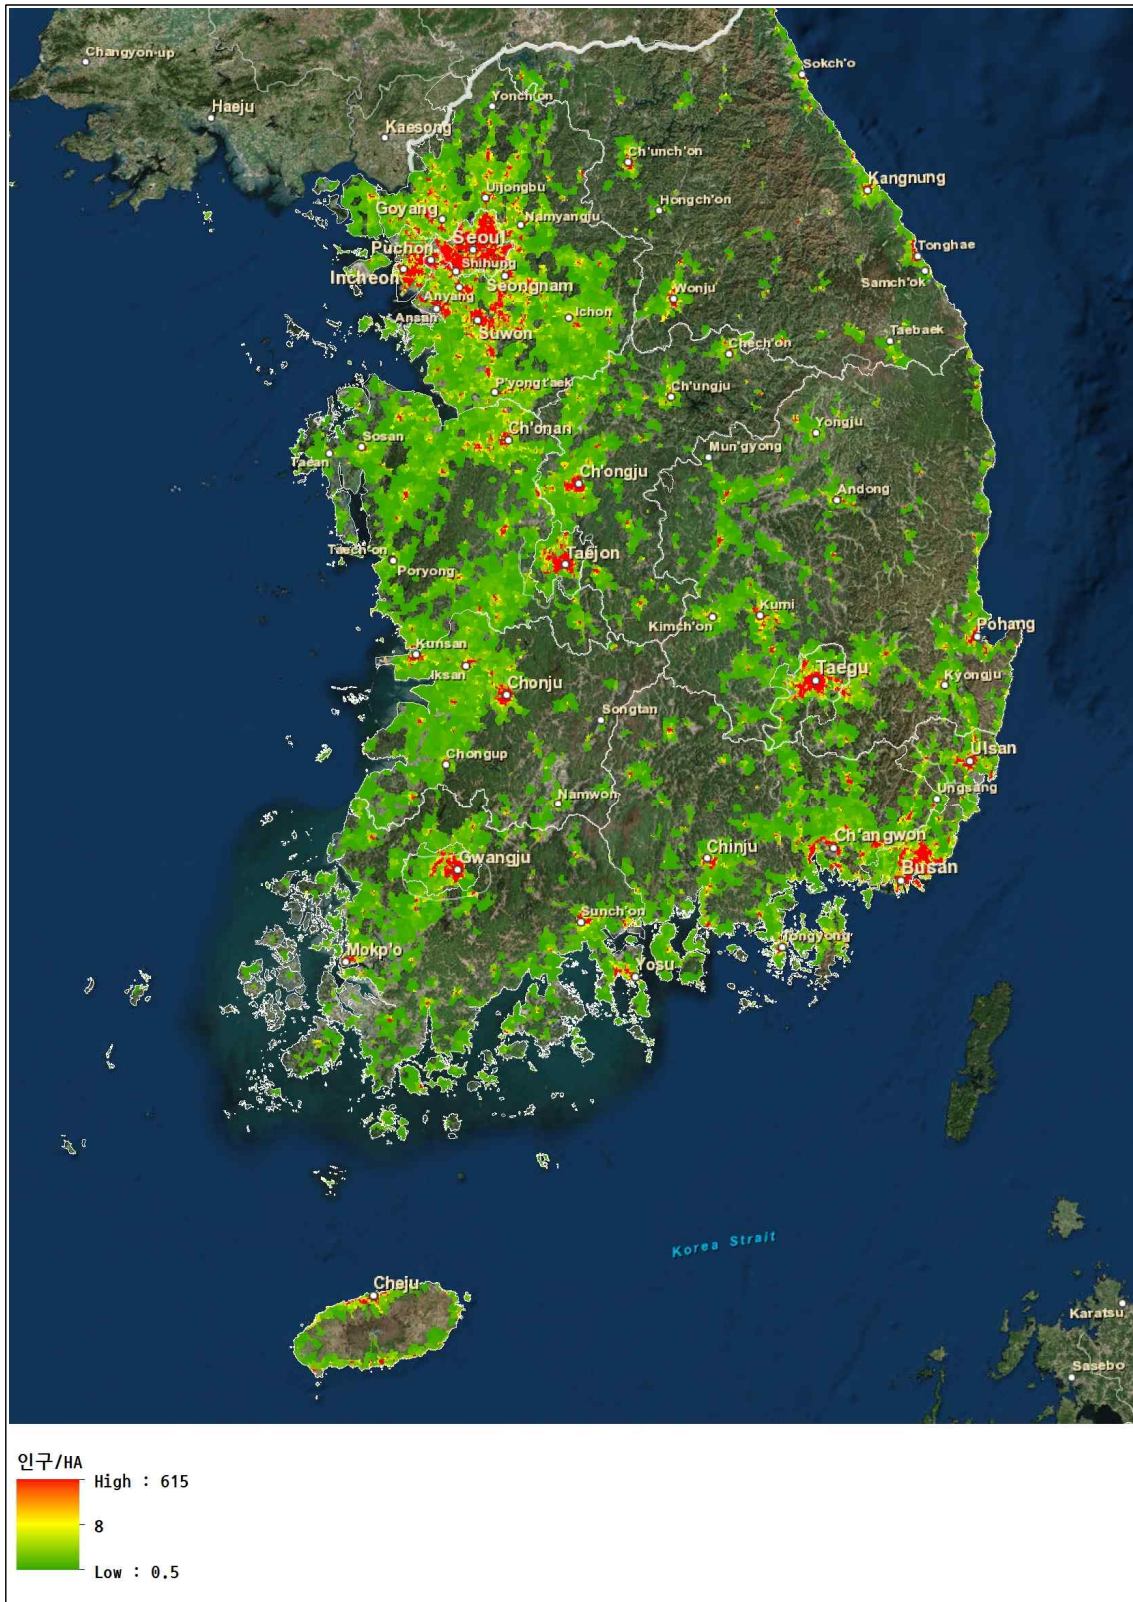 Changyon-up
Sokch'o
Haeju
Yonch'on
Kaesong
Ch'unch'on
Kangnung
Uijongbu
Hongch'on
Goyang
Namyangju
Seoul
Tonghae
Puchon
Shihung
Incheon
Seongnam
Samch'ok
Anyang
Wonju
Ansan
Ichon
Suwon
Taebaek
Chech'on
P'yongt'aek
Ch'ungju
Ch'onan
Yongju
Sosan
Taean
Mun'gyong
Ch'ongju
Andong
Taech'on
Taejon
Poryong
Kumi
Kimch'on
Pohang
Kunsan
Iksan
Taegu
Kyongju
Chonju
Songtan
Ulsan
Chongup
Ungsang
Namwon
Ch'angwon
Gwangju
Chinju
Busan
Sunch'on
Mokp'o
Tongyong
Yosu
Korea Strait
Cheju
Karatsu
Sasebo
인구/HA
High : 615
8
Low : 0.5